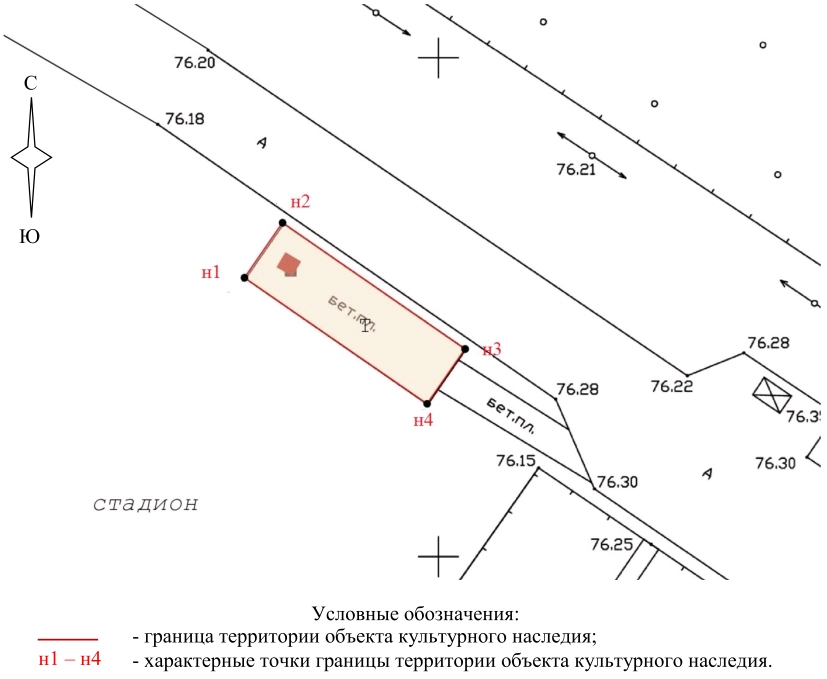 76.20
76.18
С
А
76.21
Ю
н2
н1
бет.пл.
н3
76.28
76.28
76.22
н4
бет.пл.
76.15
76.30
76.30
А
стадион
76.25
Условные обозначения:
- граница территории объекта культурного наследия;
н1 – н4 - характерные точки границы территории объекта культурного наследия.